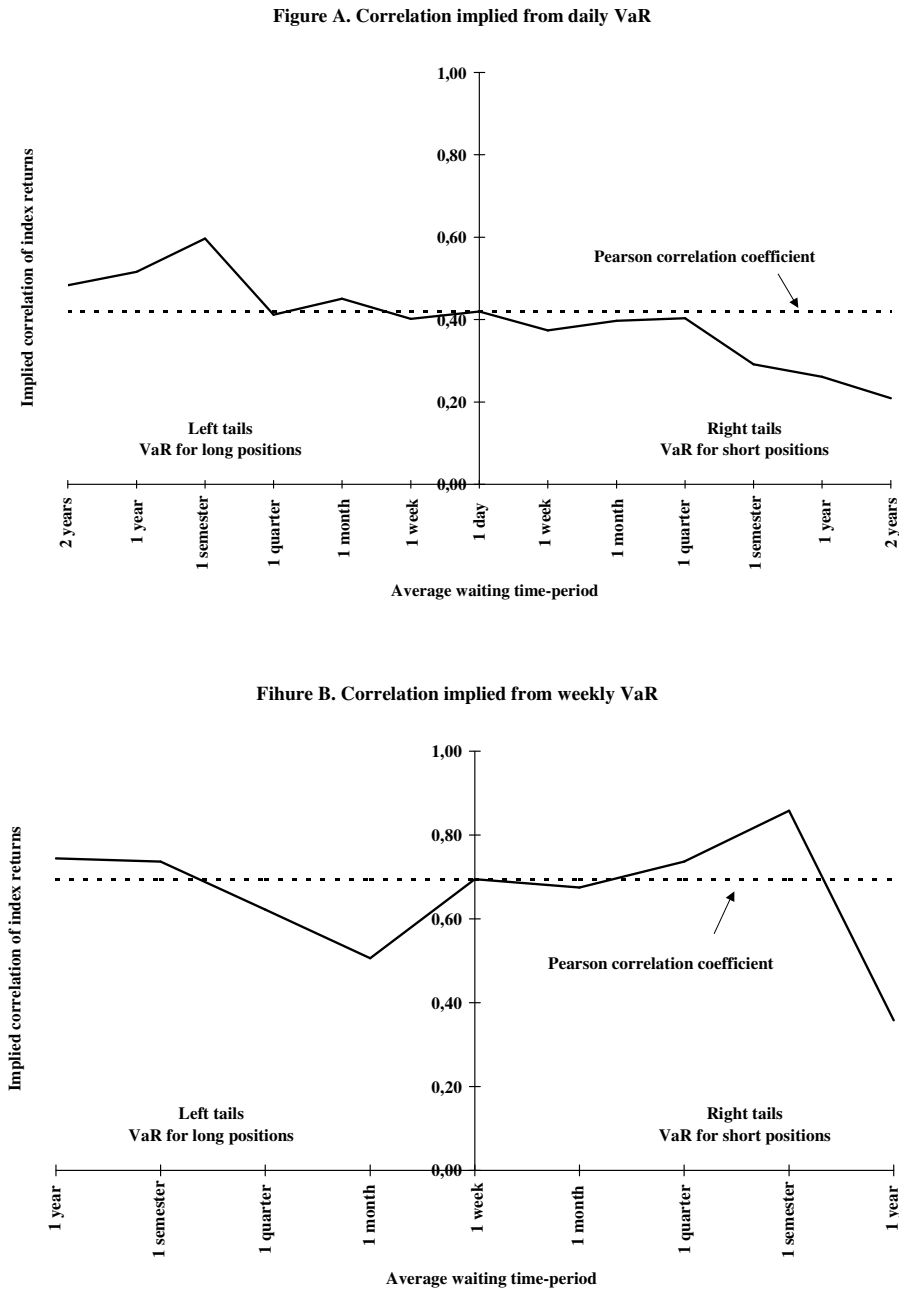 Figure A. Correlation implied from daily VaR
1,00
0,80
0,60
0,40
0,20
0,00
Implied correlation of index returns
Pearson correlation coefficient
Left tails
VaR for long positions
Right tails
VaR for short positions
2 years
1 year
1 semester
1 quarter
1 month
1 week
1 day
1 week
1 month
1 quarter
1 semester
1 year
2 years
Average waiting time-period
Fihure B. Correlation implied from weekly VaR
1,00
0,80
0,60
0,40
0,20
0,00
Implied correlation of index returns
Pearson correlation coefficient
Left tails
VaR for long positions
Right tails
VaR for short positions
1 year
1 semester
1 quarter
1 month
1 week
1 month
1 quarter
1 semester
1 year
Average waiting time-period